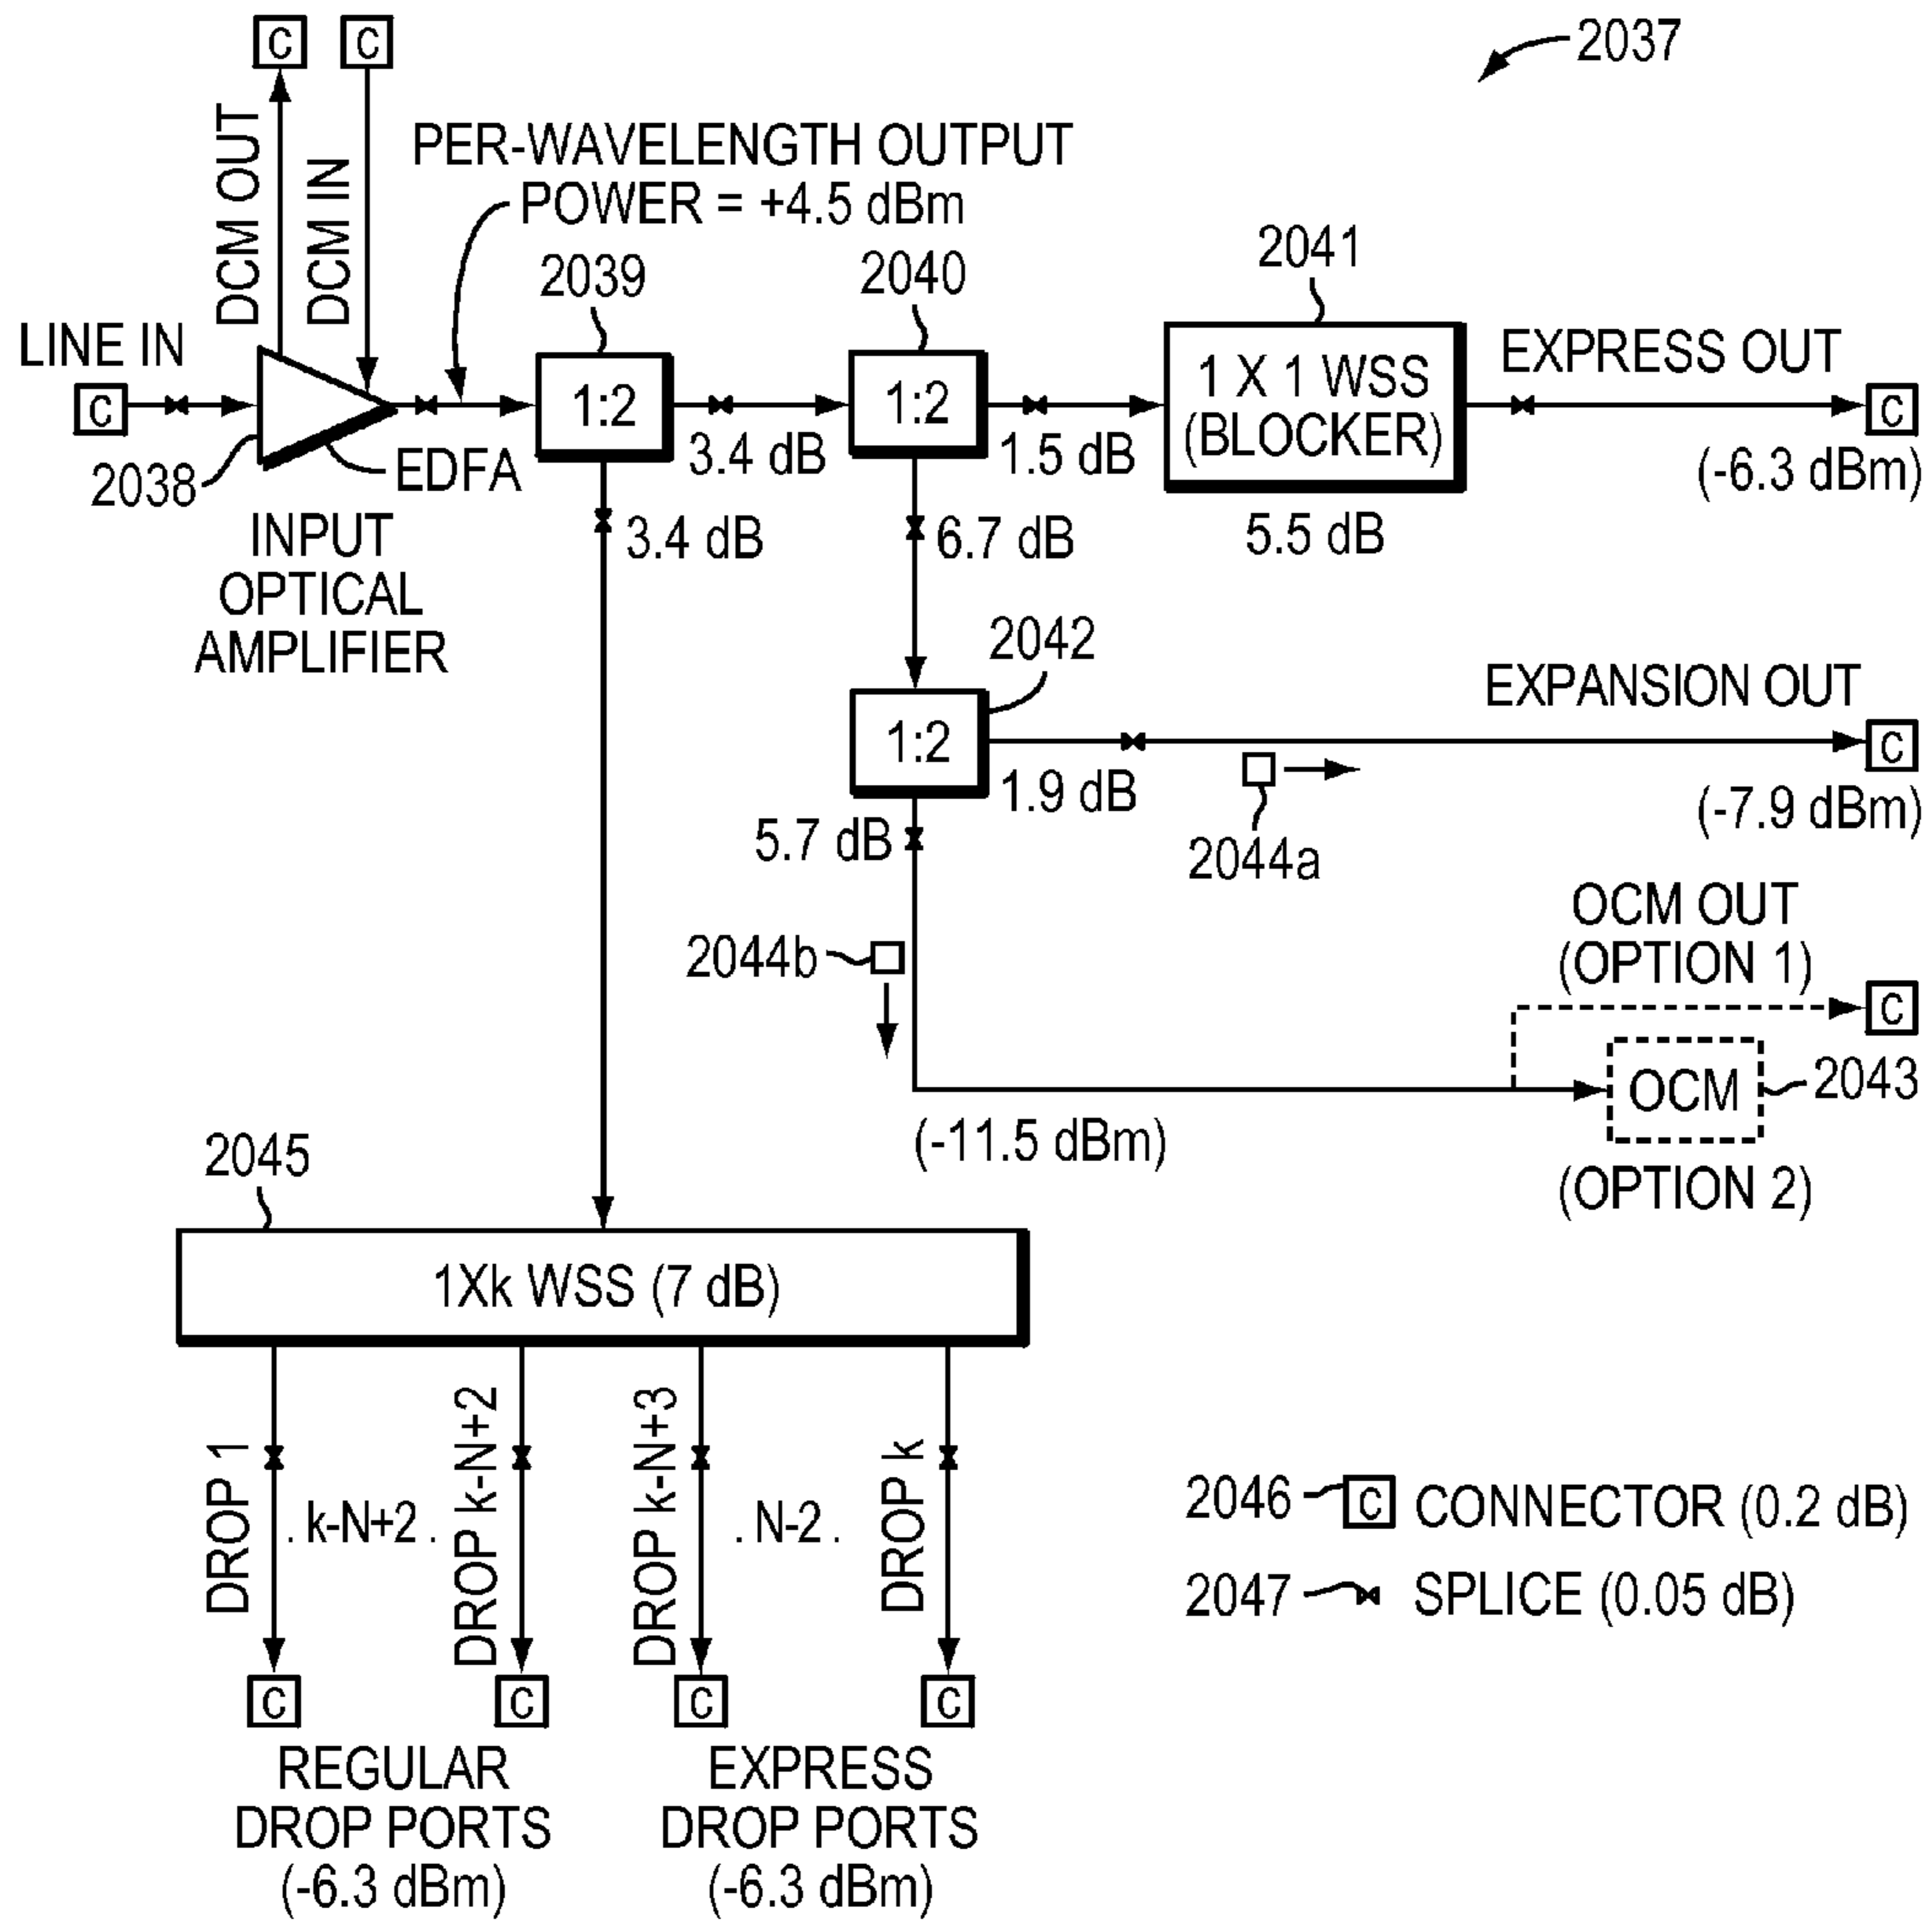 C
C
2037
DCM OUT
DCM IN
PER-WAVELENGTH OUTPUT
POWER = +4.5 dBm
2039
2040
2041
LINE IN
C
1:2
1:2
1 X 1 WSS
(BLOCKER)
EXPRESS OUT
C
2038
EDFA
3.4 dB
1.5 dB
(-6.3 dBm)
INPUT
OPTICAL
AMPLIFIER
3.4 dB
6.7 dB
5.5 dB
2042
EXPANSION OUT
1:2
C
1.9 dB
(-7.9 dBm)
5.7 dB
2044a
OCM OUT
(OPTION 1)
2044b
C
OCM
2043
(-11.5 dBm)
(OPTION 2)
2045
1Xk WSS (7 dB)
DROP 1
. k-N+2 .
DROP k-N+2
DROP k-N+3
. N-2 .
DROP k
2046
C
CONNECTOR (0.2 dB)
2047
SPLICE (0.05 dB)
C
C
C
C
REGULAR
DROP PORTS
(-6.3 dBm)
EXPRESS
DROP PORTS
(-6.3 dBm)